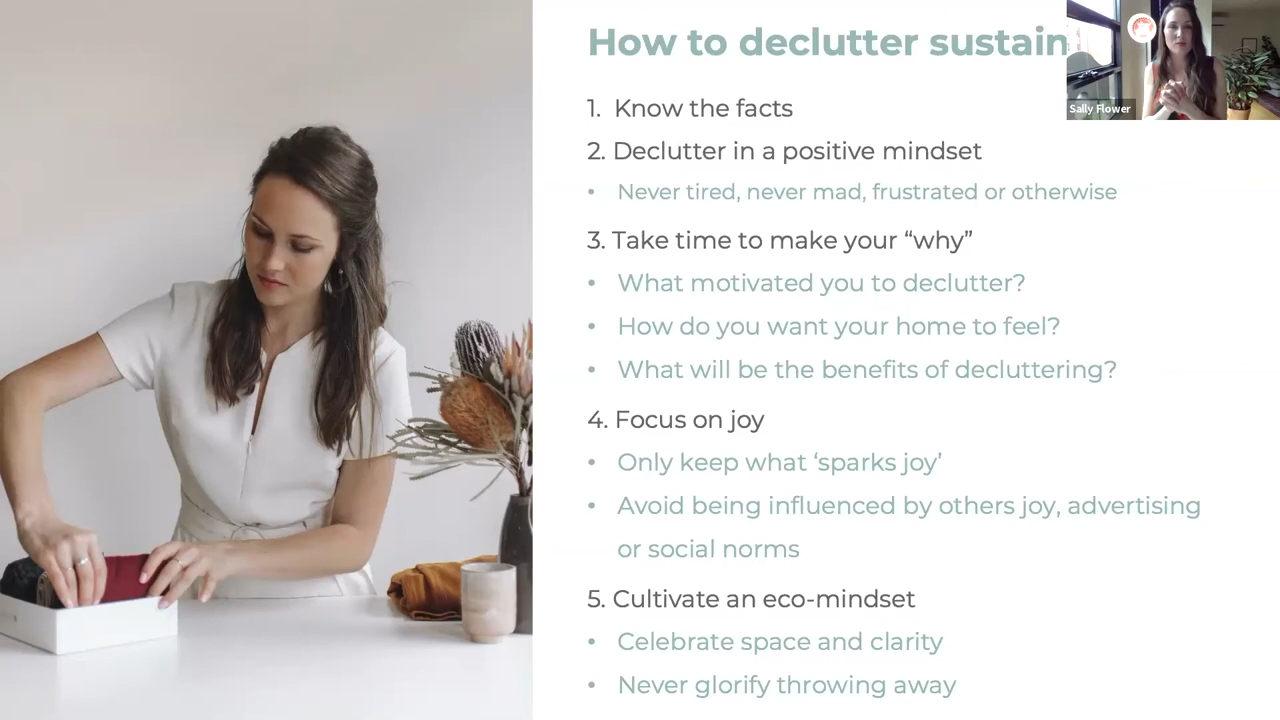 How to declutter sustain
Sally Flower
1. Know the facts
2. Declutter in a positive mindset
• Never tired, never mad, frustrated or otherwise
3. Take time to make your “why”
• What motivated you to declutter?
• How do you want your home to feel?
• What will be the benefits of decluttering?
4. Focus on joy
• Only keep what ‘sparks joy’
• Avoid being influenced by others joy, advertising
or social norms
5. Cultivate an eco-mindset
• Celebrate space and clarity
• Never glorify throwing away